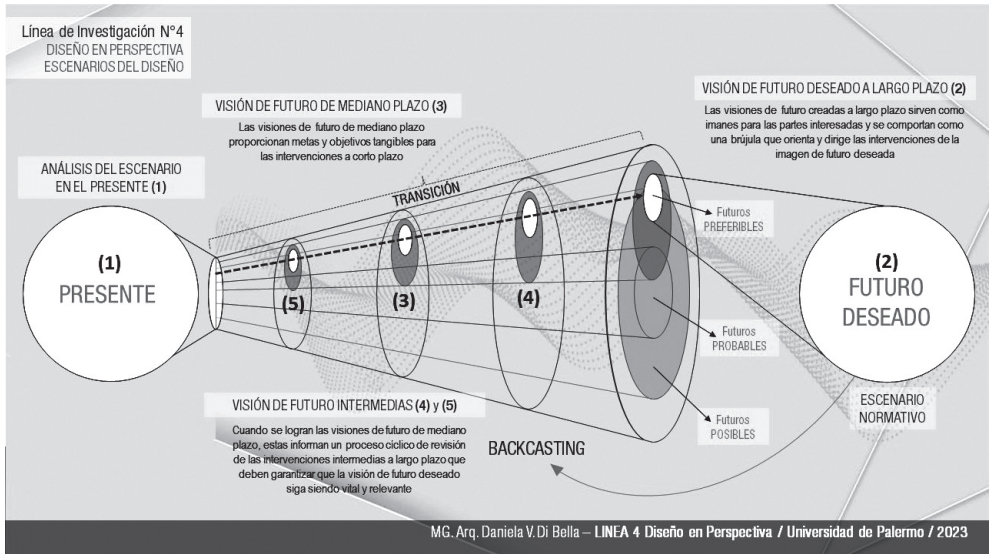 Línea de Investigación N°4
DISEÑO EN PERSPECTIVA
ESCENARIOS DEL DISEÑO
VISIÓN DE FUTURO DE MEDIANO PLAZO (3)
Las visiones de futuro de mediano plazo
proporcionan metas y objetivos tangibles para
las intervenciones a corto plazo
VISIÓN DE FUTURO DESEADO A LARGO PLAZO (2)
Las visiones de futuro creadas a largo plazo sirven como
imanes para las partes interesadas y se comportan como
una brújula que orienta y dirige las intervenciones de la
imagen de futuro deseada
ANÁLISIS DEL ESCENARIO
EN EL PRESENTE (1)
TRANSICIÓN
(1)
PRESENTE
(5)
(3)
(4)
Futuros
PREFERIBLES
Futuros
PROBABLES
Futuros
POSIBLES
(2)
FUTURO
DESEADO
ESCENARIO
NORMATIVO
VISIÓN DE FUTURO INTERMEDIAS (4) y (5)
Cuando se logran las visiones de futuro de mediano
plazo, estas informan un proceso cíclico de revisión
de las intervenciones intermedias a largo plazo que
deben garantizar que la visión de futuro deseado
siga siendo vital y relevante
BACKCASTING
MG. Arq. Daniela V. Di Bella – LINEA 4 Diseño en Perspectiva / Universidad de Palermo / 2023